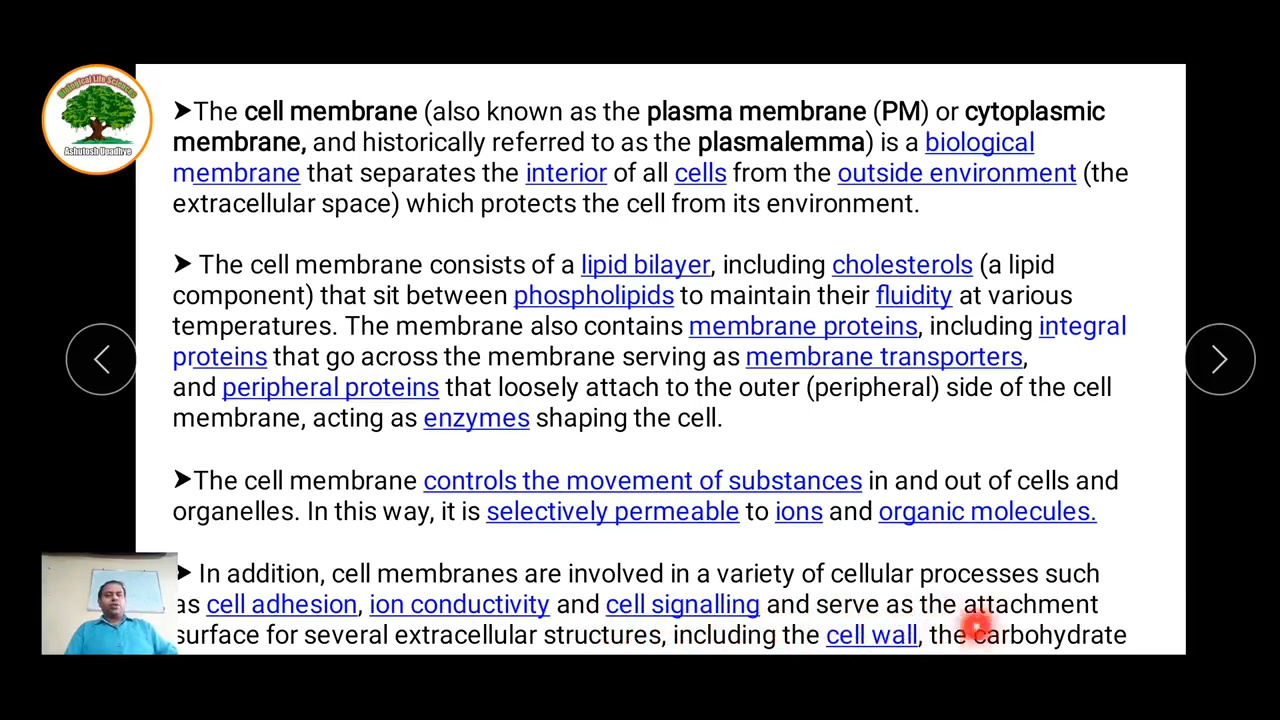 Biological Life Sciences
Ashutosh Upadhye
➤The cell membrane (also known as the plasma membrane (PM) or cytoplasmic
membrane, and historically referred to as the plasmalemma) is a biological
membrane that separates the interior of all cells from the outside environment (the
extracellular space) which protects the cell from its environment.
➤ The cell membrane consists of a lipid bilayer, including cholesterols (a lipid
component) that sit between phospholipids to maintain their fluidity at various
temperatures. The membrane also contains membrane proteins, including integral
proteins that go across the membrane serving as membrane transporters,
and peripheral proteins that loosely attach to the outer (peripheral) side of the cell
membrane, acting as enzymes shaping the cell.
➤The cell membrane controls the movement of substances in and out of cells and
organelles. In this way, it is selectively permeable to ions and organic molecules.
➤ In addition, cell membranes are involved in a variety of cellular processes such
as cell adhesion, ion conductivity and cell signalling and serve as the attachment
surface for several extracellular structures, including the cell wall, the carbohydrate